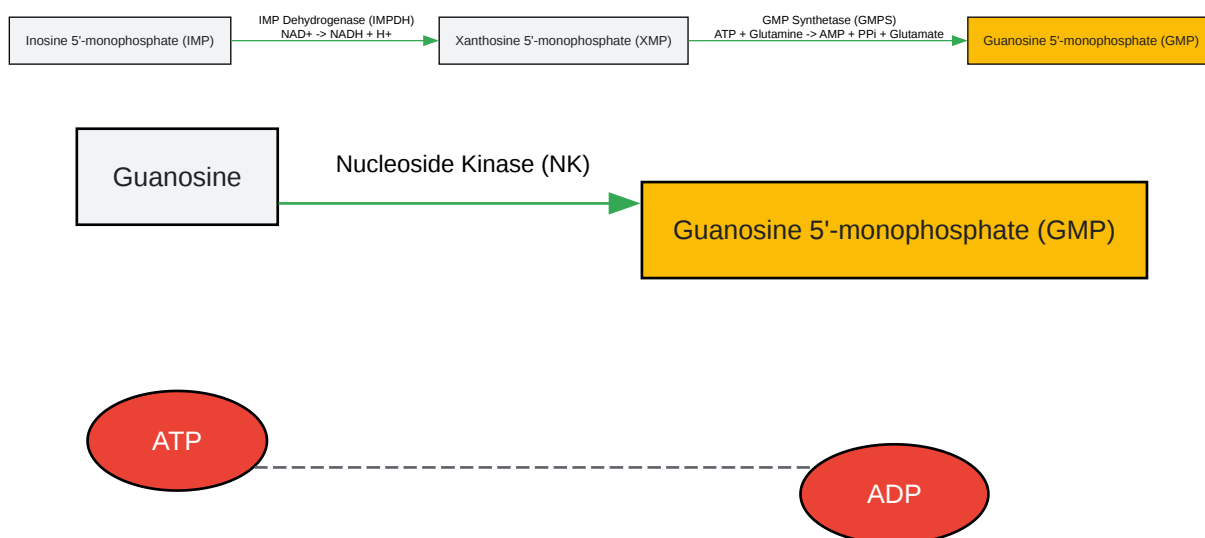 IMP Dehydrogenase (IMPDH)
NAD+ -> NADH + H+
GMP Synthetase (GMPS)
ATP + Glutamine -> AMP + PPi + Glutamate
Inosine 5'-monophosphate (IMP)
Xanthosine 5'-monophosphate (XMP)
Guanosine 5'-monophosphate (GMP)
Nucleoside Kinase (NK)
Guanosine
Guanosine 5'-monophosphate (GMP)
ATP
ADP